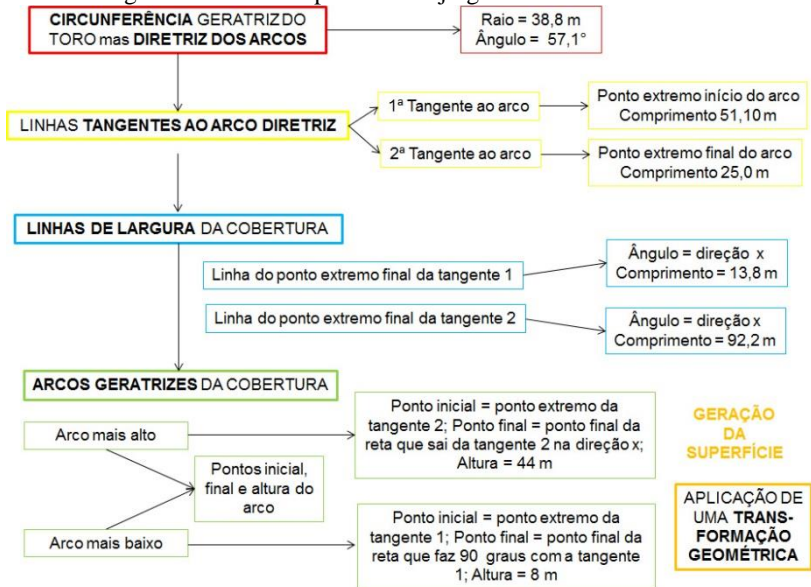 CIRCUNFERÊNCIA GERATRIZ DO
TORO mas DIRETRIZ DOS ARCOS
Raio = 38,8 m
Ângulo = 57,1°
LINHAS TANGENTES AO ARCO DIRETRIZ
1ª Tangente ao arco
Ponto extremo início do arco
Comprimento 51,10 m
2ª Tangente ao arco
Ponto extremo final do arco
Comprimento 25,0 m
LINHAS DE LARGURA DA COBERTURA
Linha do ponto extremo final da tangente 1
Ângulo = direção x
Comprimento = 13,8 m
Linha do ponto extremo final da tangente 2
Ângulo = direção x
Comprimento = 92,2 m
ARCOS GERATRIZES DA COBERTURA
Arco mais alto
Ponto inicial = ponto extremo da
tangente 2; Ponto final = ponto final da
reta que sai da tangente 2 na direção x;
Altura = 44 m
Pontos inicial,
final e altura do
arco
Arco mais baixo
Ponto inicial = ponto extremo da
tangente 1; Ponto final = ponto final da
reta que faz 90 graus com a tangente
1; Altura = 8 m
GERAÇÃO
DA
SUPERFÍCIE
APLICAÇÃO DE
UMA TRANS-
FORMAÇÃO
GEOMÉTRICA